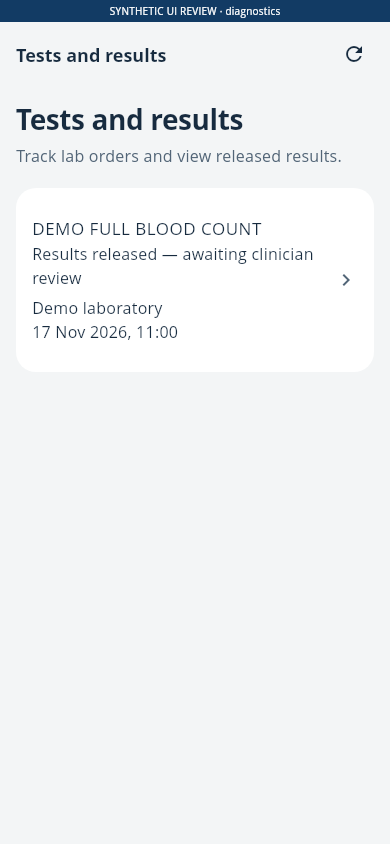 SYNTHETIC UI REVIEW · diagnostics
Tests and results
Tests and results
Track lab orders and view released results.
DEMO FULL BLOOD COUNT
Results released — awaiting clinician
review
Demo laboratory
17 Nov 2026, 11:00